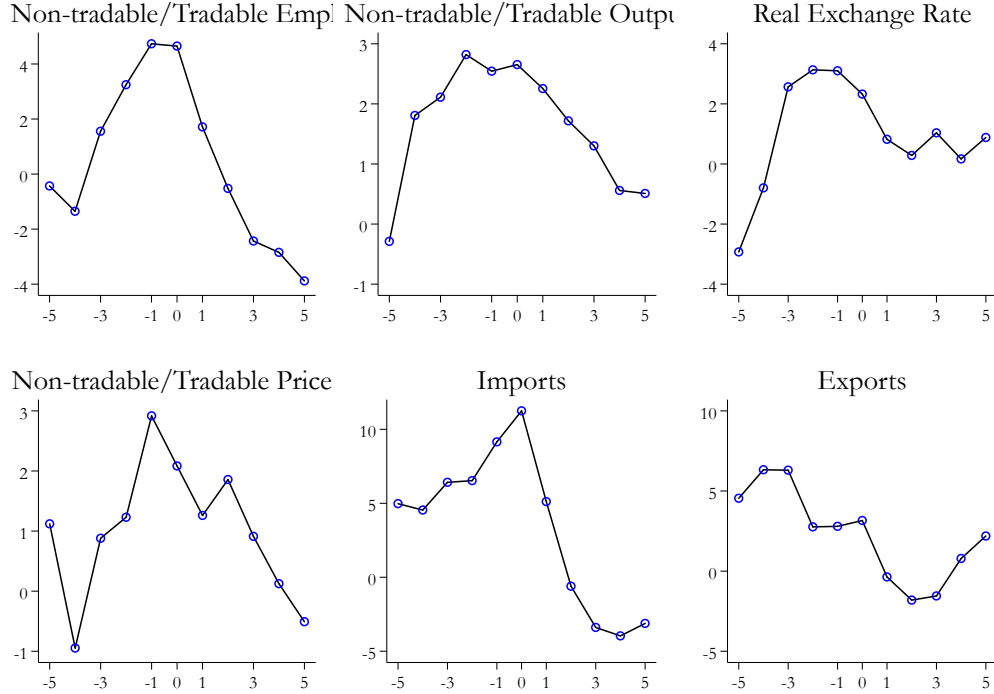 Non-tradable/Tradable Empl
Non-tradable/Tradable Outpu
Real Exchange Rate
4
2
0
-2
-4
-5 -3 -1 0 1 3 5
3
2
1
0
-1
-5 -3 -1 0 1 3 5
4
2
0
-2
-4
-5 -3 -1 0 1 3 5
Non-tradable/Tradable Price
Imports
Exports
3
2
1
0
-1
-5 -3 -1 0 1 3 5
10
5
0
-5
-5 -3 -1 0 1 3 5
10
5
0
-5
-5 -3 -1 0 1 3 5